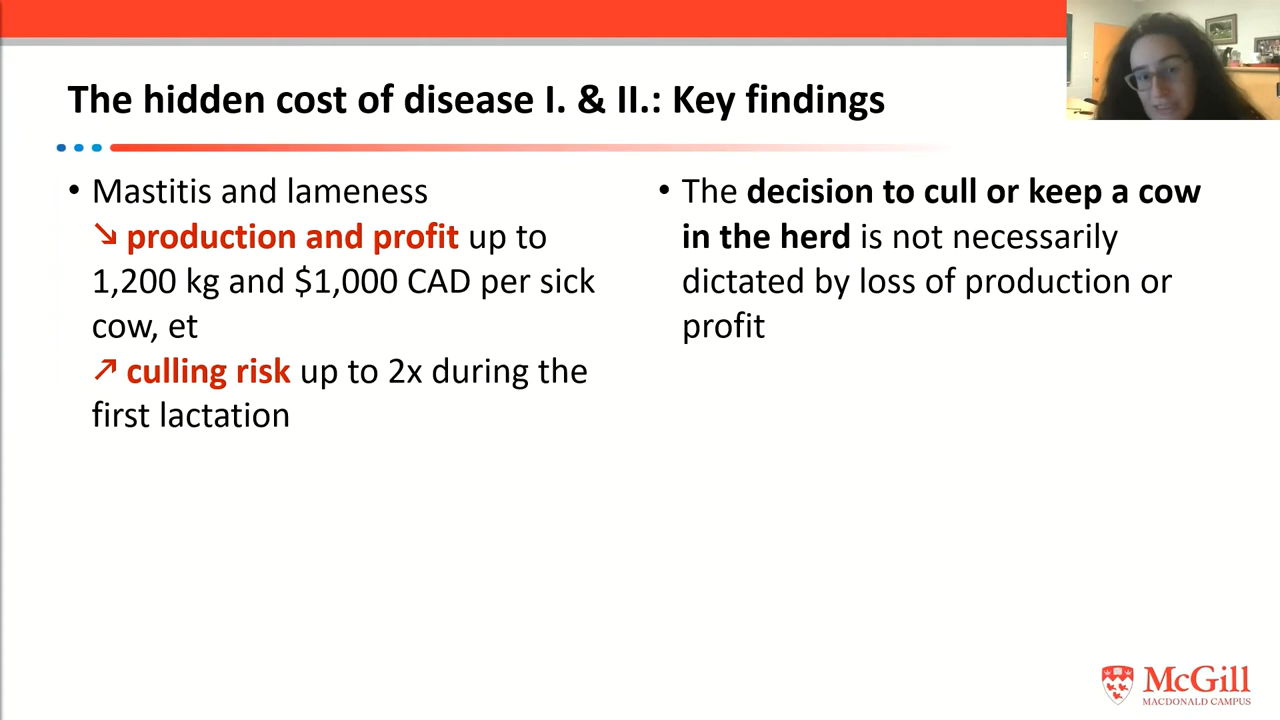 The hidden cost of disease I. & II.: Key findings
• Mastitis and lameness
↘ production and profit up to
1,200 kg and $1,000 CAD per sick
cow, et
↗ culling risk up to 2x during the
first lactation
• The decision to cull or keep a cow
in the herd is not necessarily
dictated by loss of production or
profit
McGill
MACDONALD CAMPUS